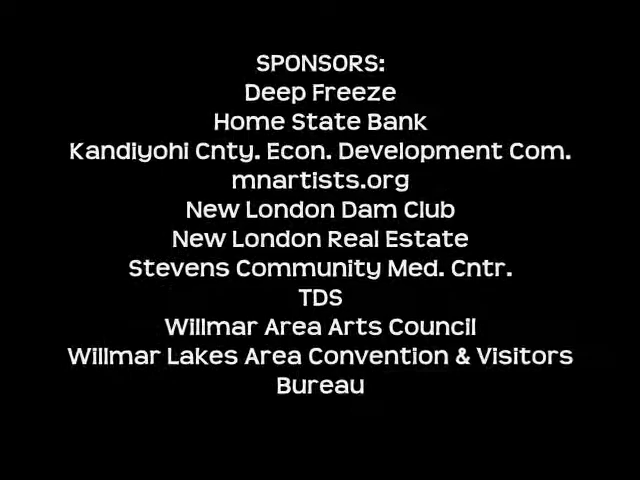 SPONSORS:
Deep Freeze
Home State Bank
Kandiyohi Cnty. Econ. Development Com.
mnartists.org
New London Dam Club
New London Real Estate
Stevens Community Med. Cntr.
TDS
Willmar Area Arts Council
Willmar Lakes Area Convention & Visitors
Bureau